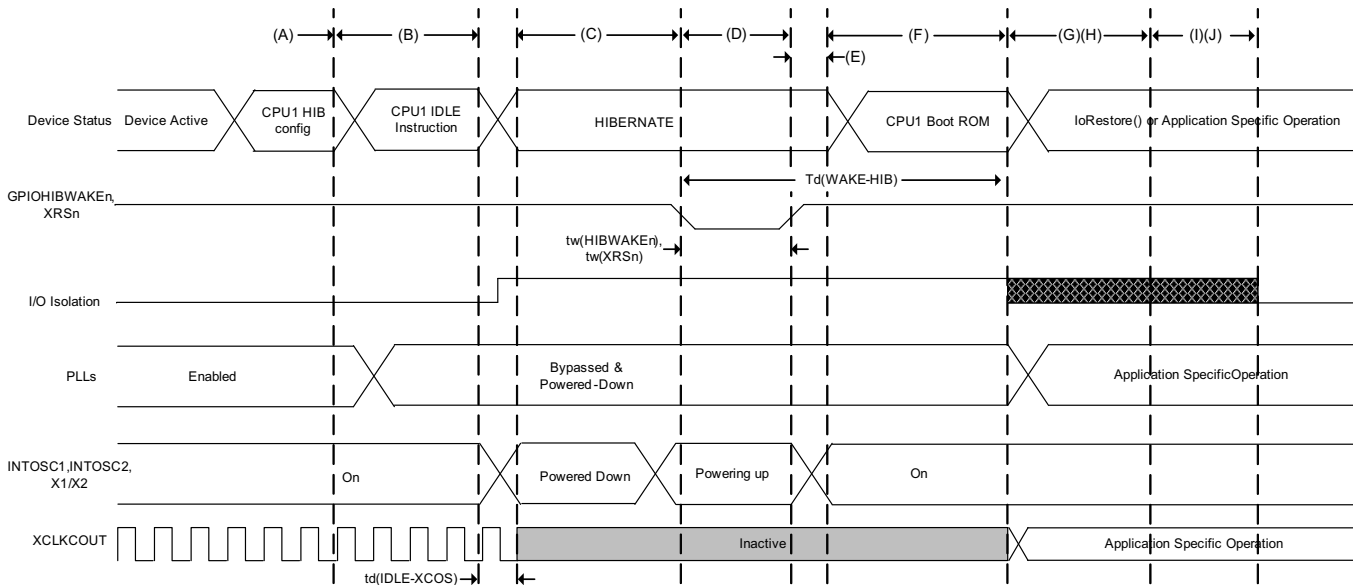 (A)
(B)
(C)
(D)
(F)
(G)(H)
(I)(J)
(E)
Device Status
Device Active
CPU1 HIB
config
CPU1 IDLE
Instruction
HIBERNATE
CPU1 Boot ROM
IoRestore() or Application Specific Operation
Td(WAKE-HIB)
GPIOHIBWAKEn,
XRSn
tw(HIBWAKEn),
tw(XRSn)
I/O Isolation
PLLs
Enabled
Bypassed &
Powered-Down
Application SpecificOperation
INTOSC1,INTOSC2,
X1/X2
On
Powered Down
Powering up
On
XCLKCOUT
Inactive
Application Specific Operation
td(IDLE-XCOS)